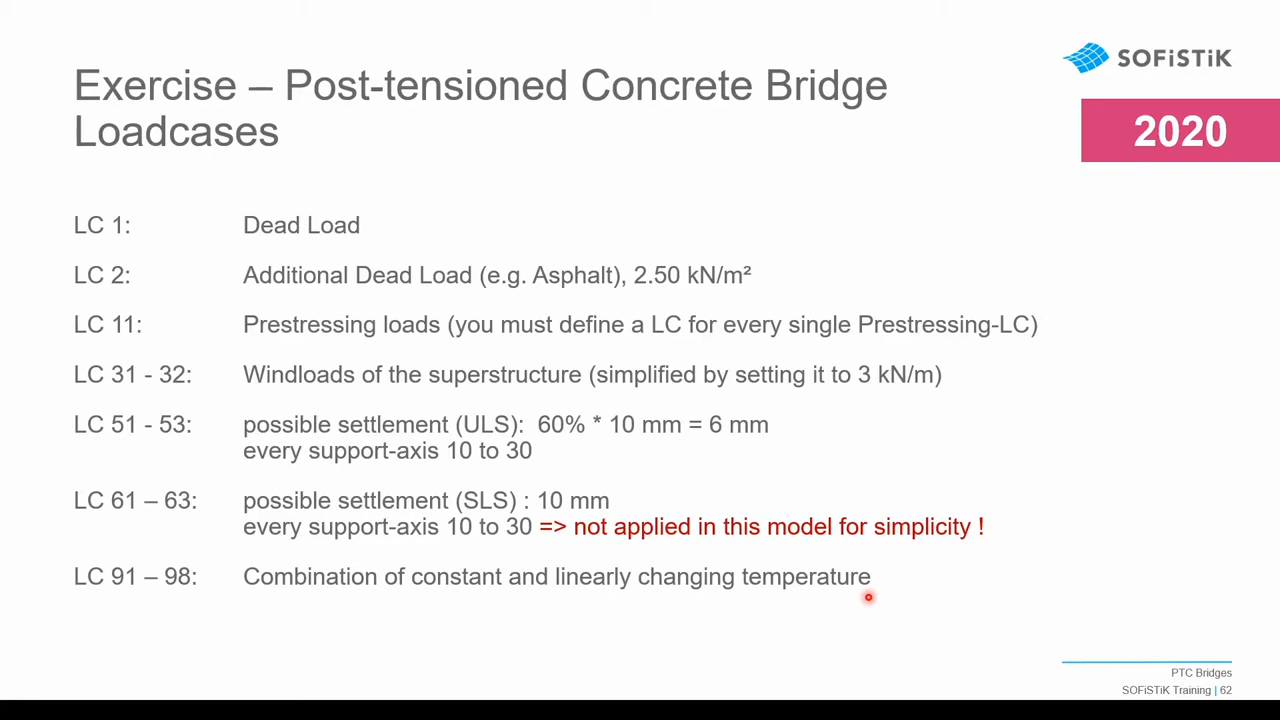 SOFiSTiK
Exercise – Post-tensioned Concrete Bridge
Loadcases
2020
LC 1: Dead Load
LC 2: Additional Dead Load (e.g. Asphalt), 2.50 kN/m²
LC 11: Prestressing loads (you must define a LC for every single Prestressing-LC)
LC 31 - 32: Windloads of the superstructure (simplified by setting it to 3 kN/m)
LC 51 - 53: possible settlement (ULS): 60% * 10 mm = 6 mm
every support-axis 10 to 30
LC 61 – 63: possible settlement (SLS) : 10 mm
every support-axis 10 to 30 => not applied in this model for simplicity !
LC 91 – 98: Combination of constant and linearly changing temperature
PTC Bridges
SOFiSTiK Training | 62